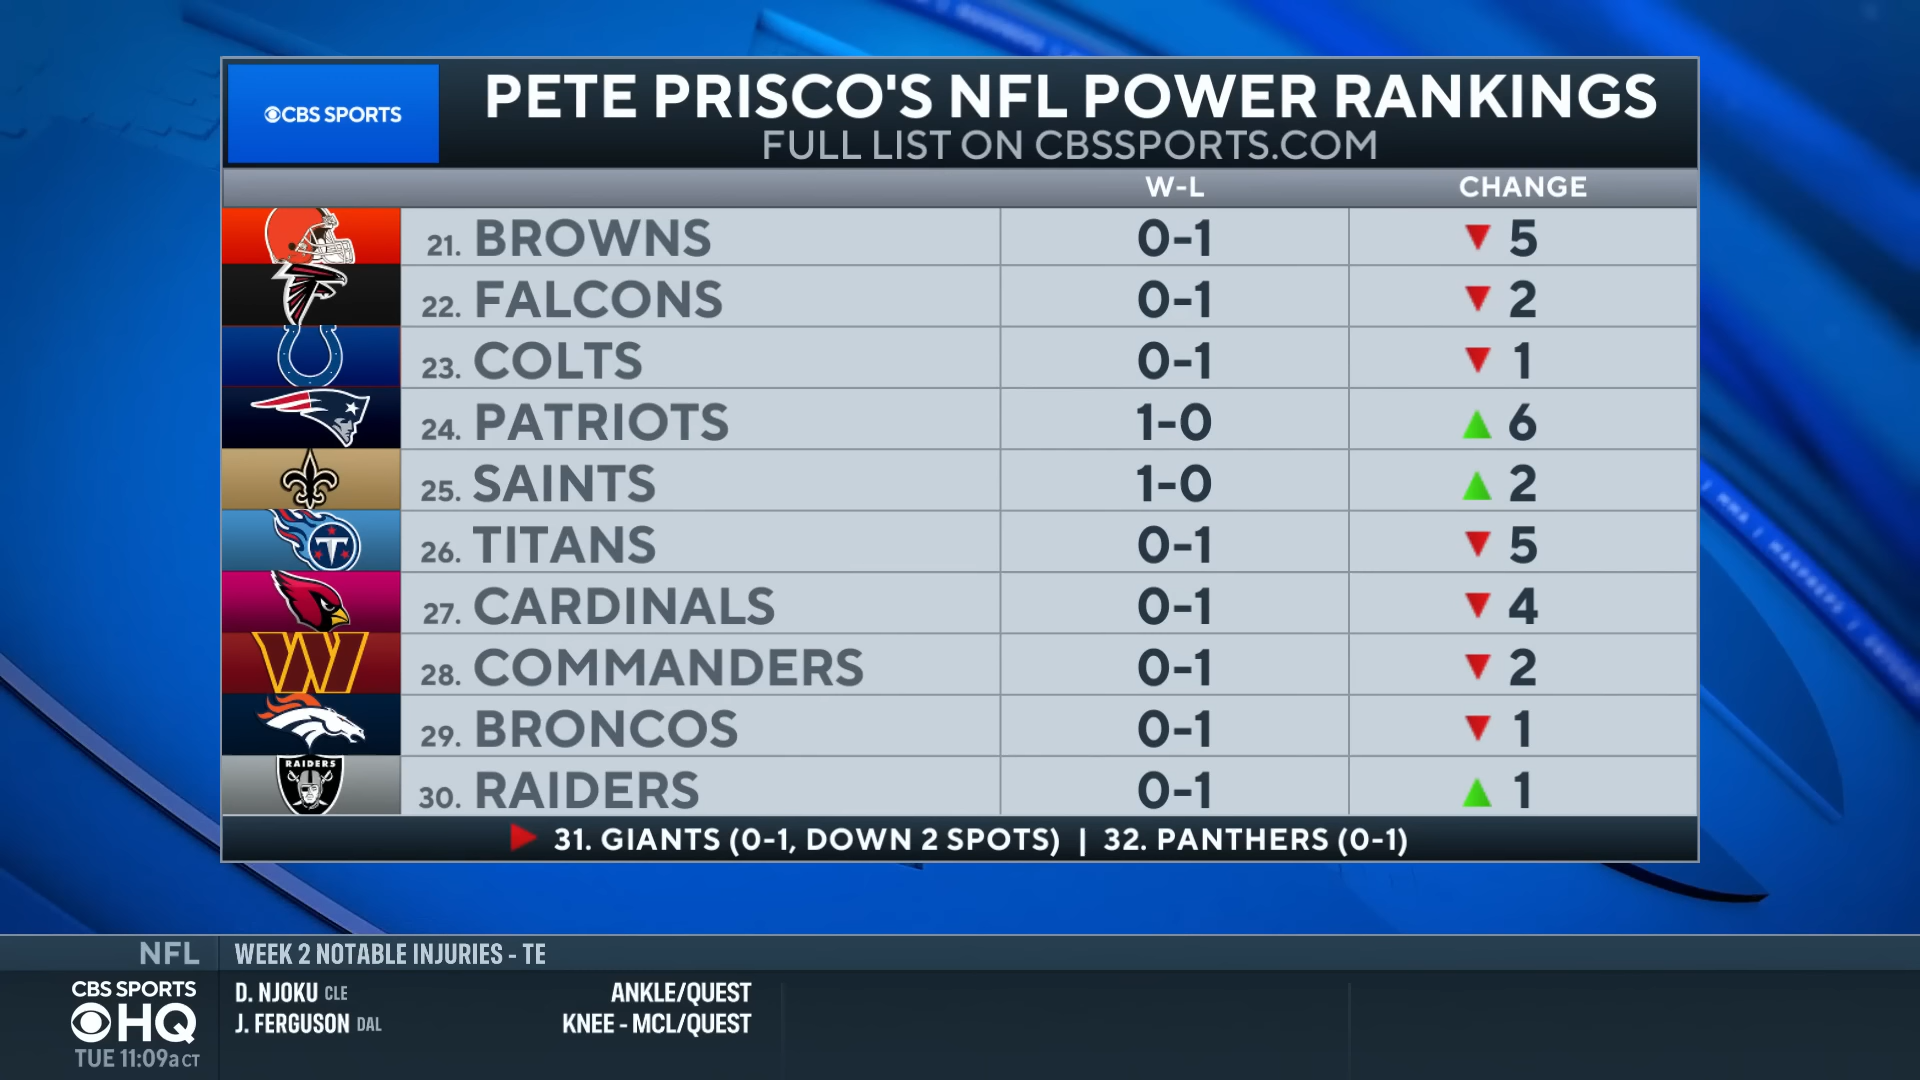 CBS SPORTS
PETE PRISCO'S NFL POWER RANKINGS
FULL LIST ON CBSSPORTS.COM
W-L CHANGE
21. BROWNS 0-1 ▼ 5
22. FALCONS 0-1 ▼ 2
23. COLTS 0-1 ▼ 1
24. PATRIOTS 1-0 ▲ 6
25. SAINTS 1-0 ▲ 2
26. TITANS 0-1 ▼ 5
27. CARDINALS 0-1 ▼ 4
28. COMMANDERS 0-1 ▼ 2
29. BRONCOS 0-1 ▼ 1
RAIDERS
30. RAIDERS 0-1 ▲ 1
31. GIANTS (0-1, DOWN 2 SPOTS) | 32. PANTHERS (0-1)
| MMA | MAXPREPS |
NFL WEEK 2 NOTABLE INJURIES - TE
CBS SPORTS HQ
TUE 11:09a CT
D. NJOKU CLE ANKLE/QUEST
J. FERGUSON DAL KNEE - MCL/QUEST